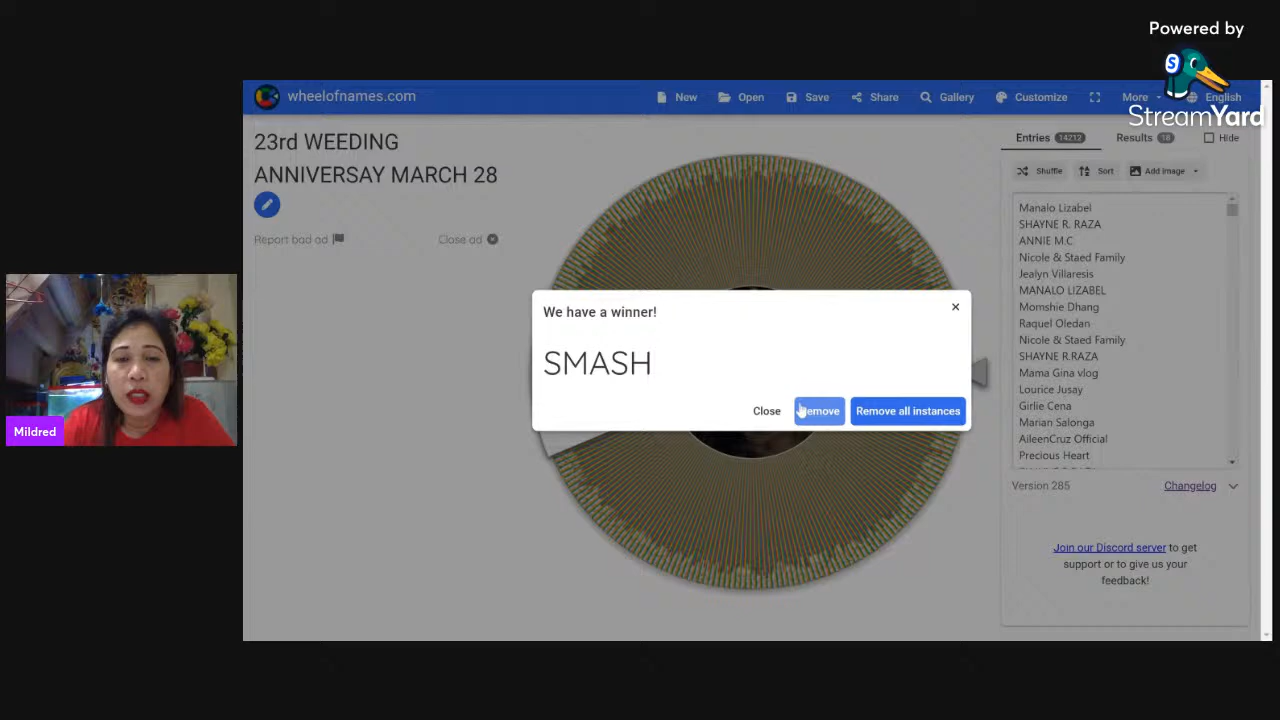 Powered by
StreamYard
wheelofnames.com
New
Open
Save
Share
Gallery
Customize
More
English
23rd WEEDING
ANNIVERSAY MARCH 28
Report bad ad
Close ad
Entries 14212
Results 18
Hide
Shuffle
Sort
Add image
Manalo Lizabel
SHAYNE R. RAZA
ANNIE M.C
Nicole & Staed Family
Jealyn Villaresis
MANALO LIZABEL
Momshie Dhang
Raquel Oledan
Nicole & Staed Family
SHAYNE R.RAZA
Mama Gina vlog
Lourice Jusay
Girlie Cena
Marian Salonga
AileenCruz Official
Precious Heart
Version 285
Changelog
Join our Discord server to get
support or to give us your
feedback!
We have a winner!
SMASH
Close
Remove
Remove all instances
Mildred